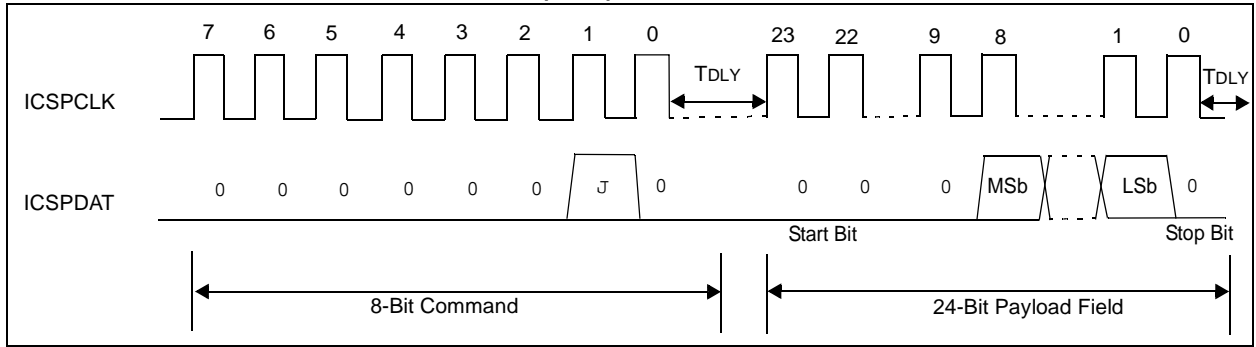 7 6 5 4 3 2 1 0 23 22 9 8 1 0
TDLY TDLY
ICSPCLK
ICSPDAT 0 0 0 0 0 0 J 0 0 0 0 MSb LSb 0
Start Bit Stop Bit
8-Bit Command 24-Bit Payload Field